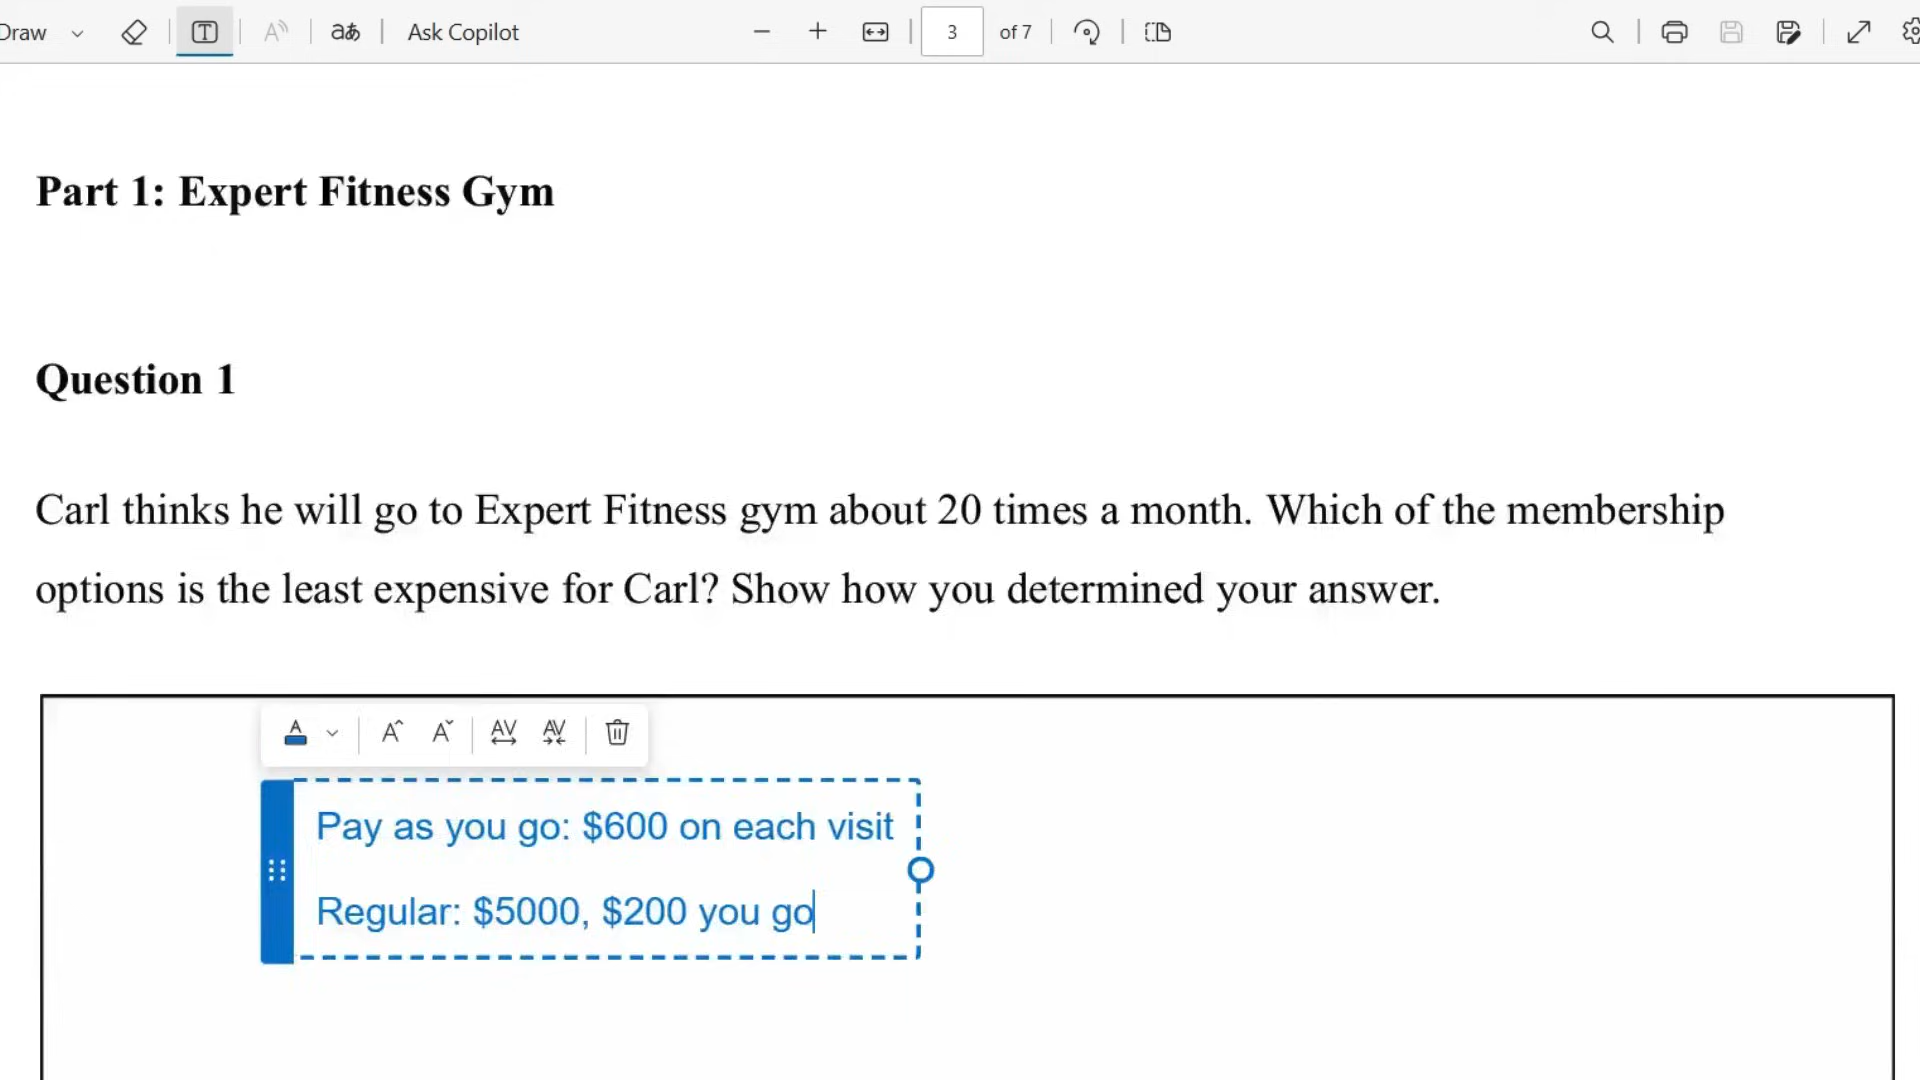 Draw
aあ
Ask Copilot
3 of 7
Part 1: Expert Fitness Gym
Question 1
Carl thinks he will go to Expert Fitness gym about 20 times a month. Which of the membership
options is the least expensive for Carl? Show how you determined your answer.
Pay as you go: $600 on each visit
Regular: $5000, $200 you go